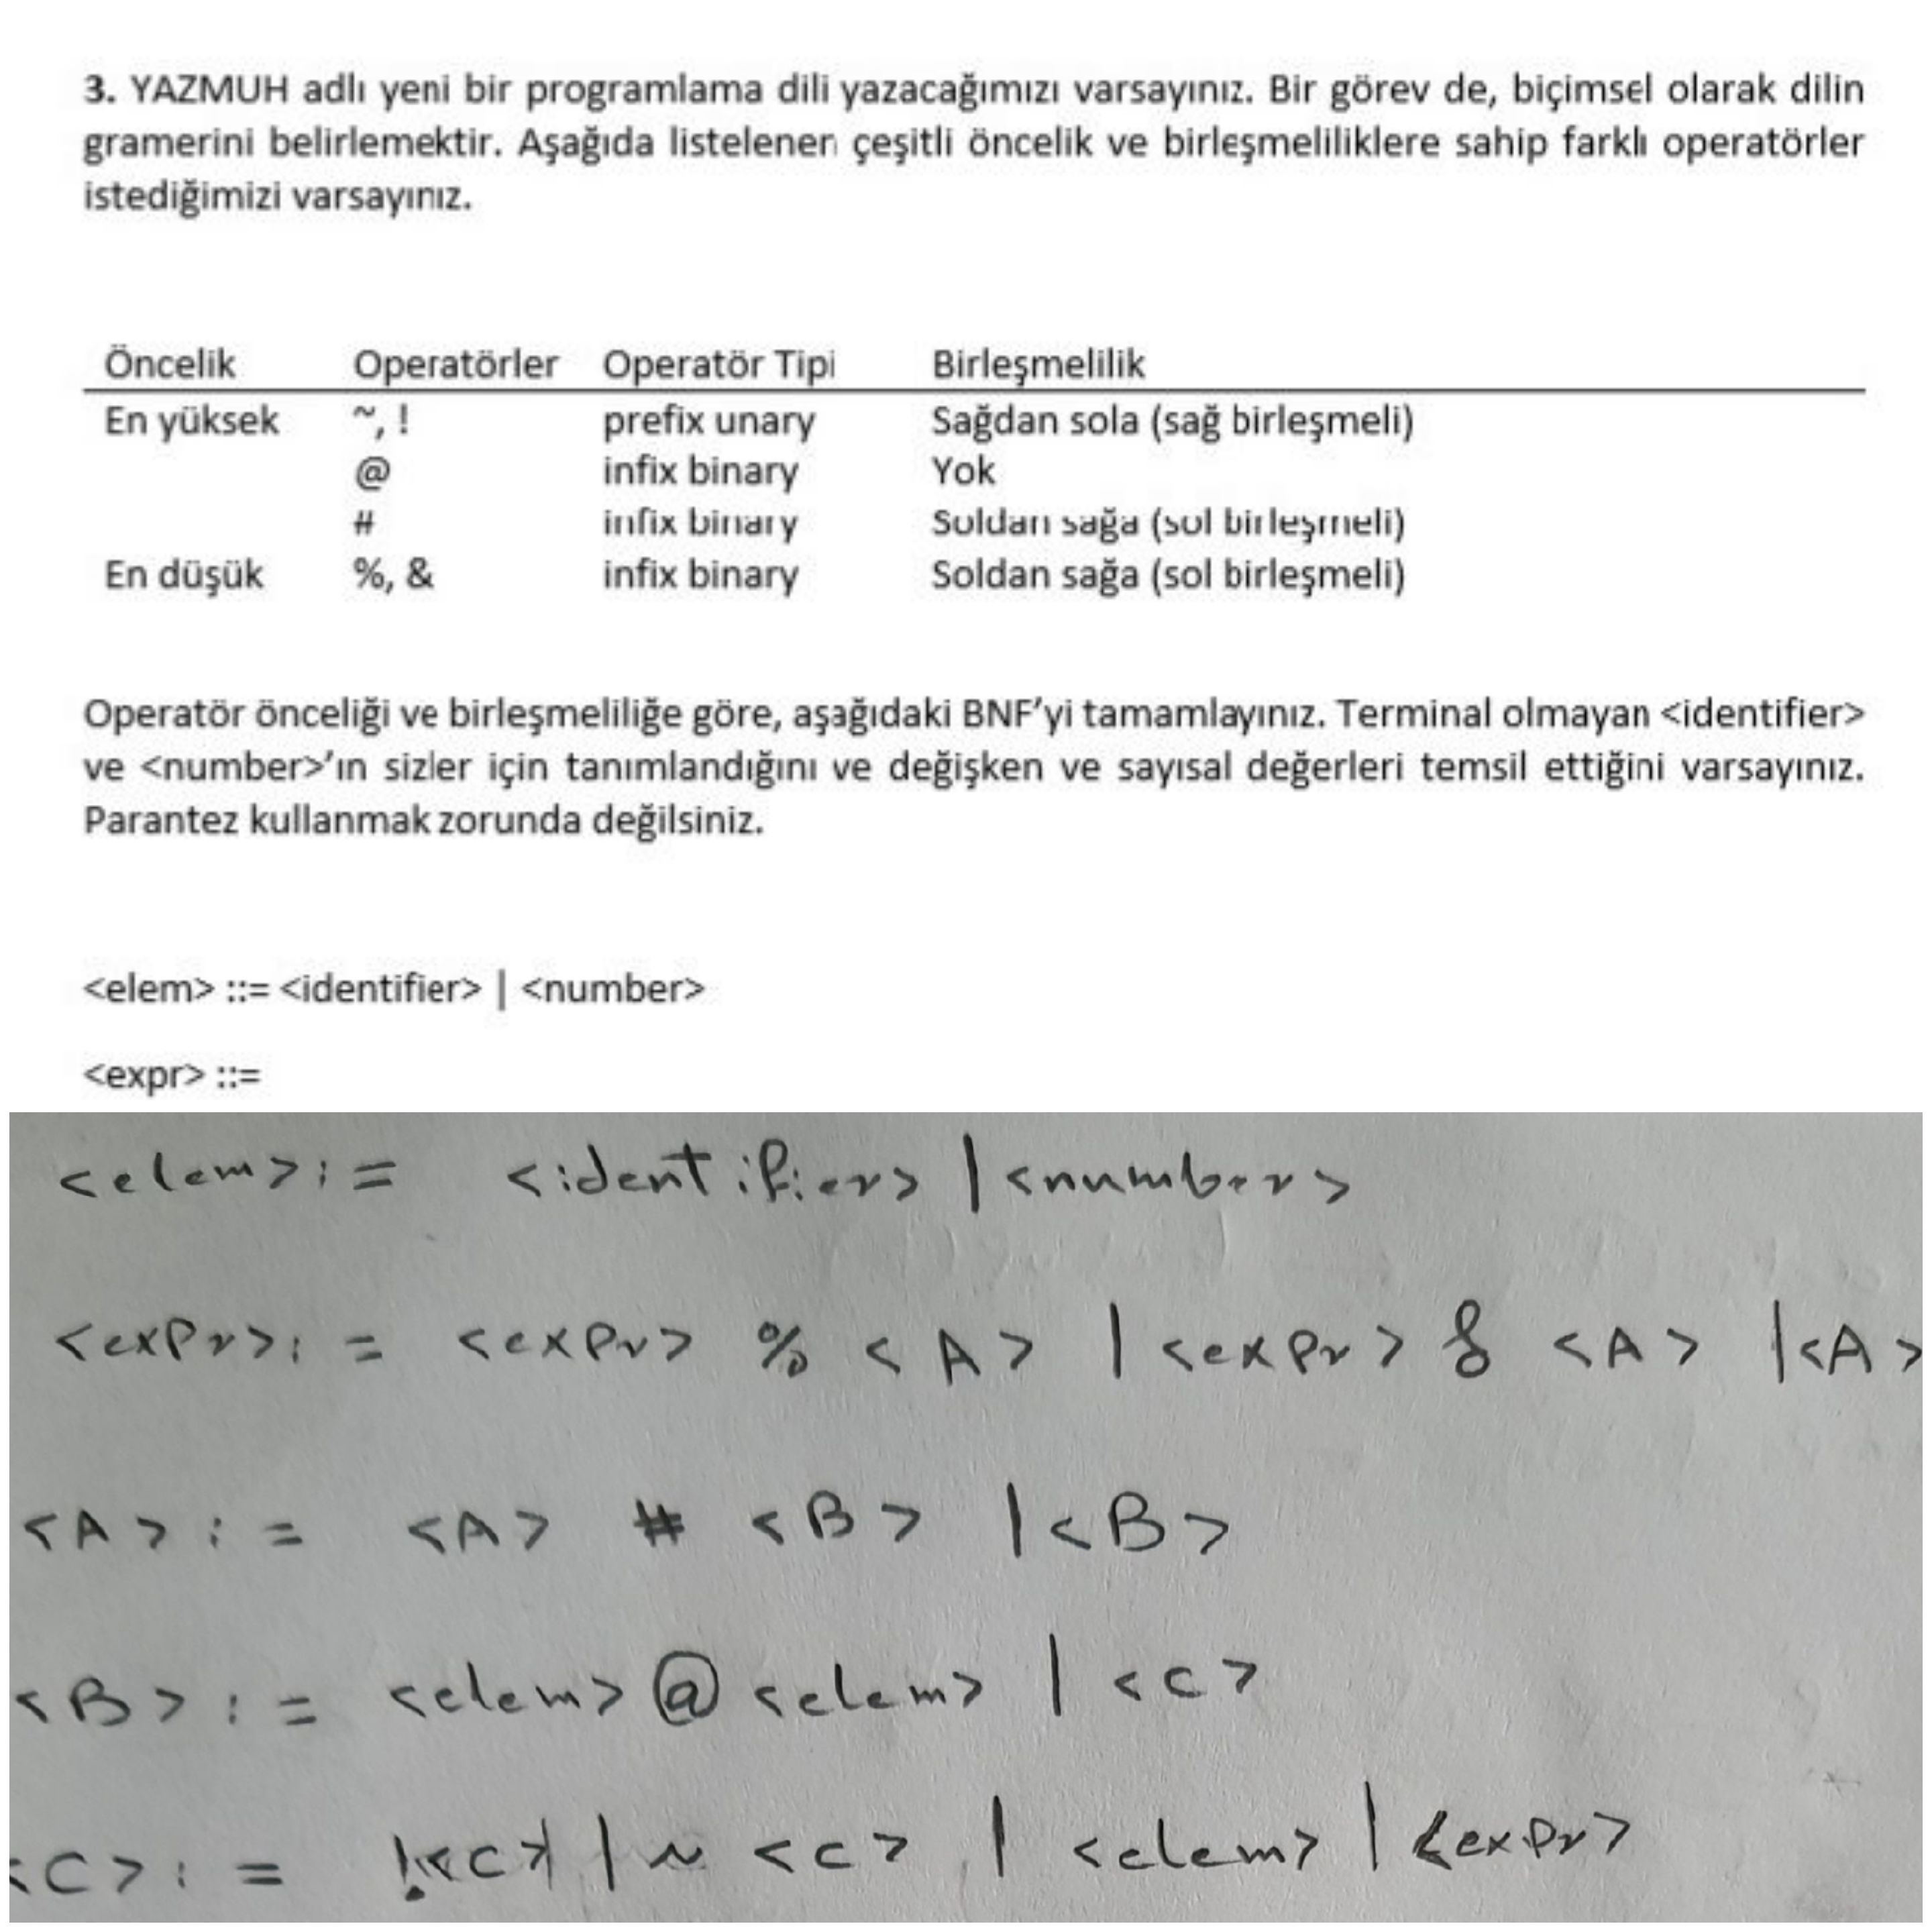 3. YAZMUH adlı yeni bir programlama dili yazacağımızı varsayınız. Bir görev de, biçimsel olarak dilin
gramerini belirlemektir. Aşağıda listelenen çeşitli öncelik ve birleşmeliliklere sahip farklı operatörler
istediğimizi varsayınız.
Öncelik Operatörler Operatör Tipi Birleşmelilik
En yüksek ~, ! prefix unary Sağdan sola (sağ birleşmeli)
@ infix binary Yok
# infix binary Soldan sağa (sol birleşmeli)
En düşük %, & infix binary Soldan sağa (sol birleşmeli)
Operatör önceliği ve birleşmeliliğe göre, aşağıdaki BNF'yi tamamlayınız. Terminal olmayan <identifier>
ve <number>'ın sizler için tanımlandığını ve değişken ve sayısal değerleri temsil ettiğini varsayınız.
Parantez kullanmak zorunda değilsiniz.
<elem> ::= <identifier> | <number>
<expr> ::=
<elem> := <identifier> | <number>
<expr> := <expr> % <A> | <expr> & <A> | <A>
<A> := <A> # <B> | <B>
<B> := <elem> @ <elem> | <C>
<C> := !<C> | ~ <C> | <elem> | <expr>